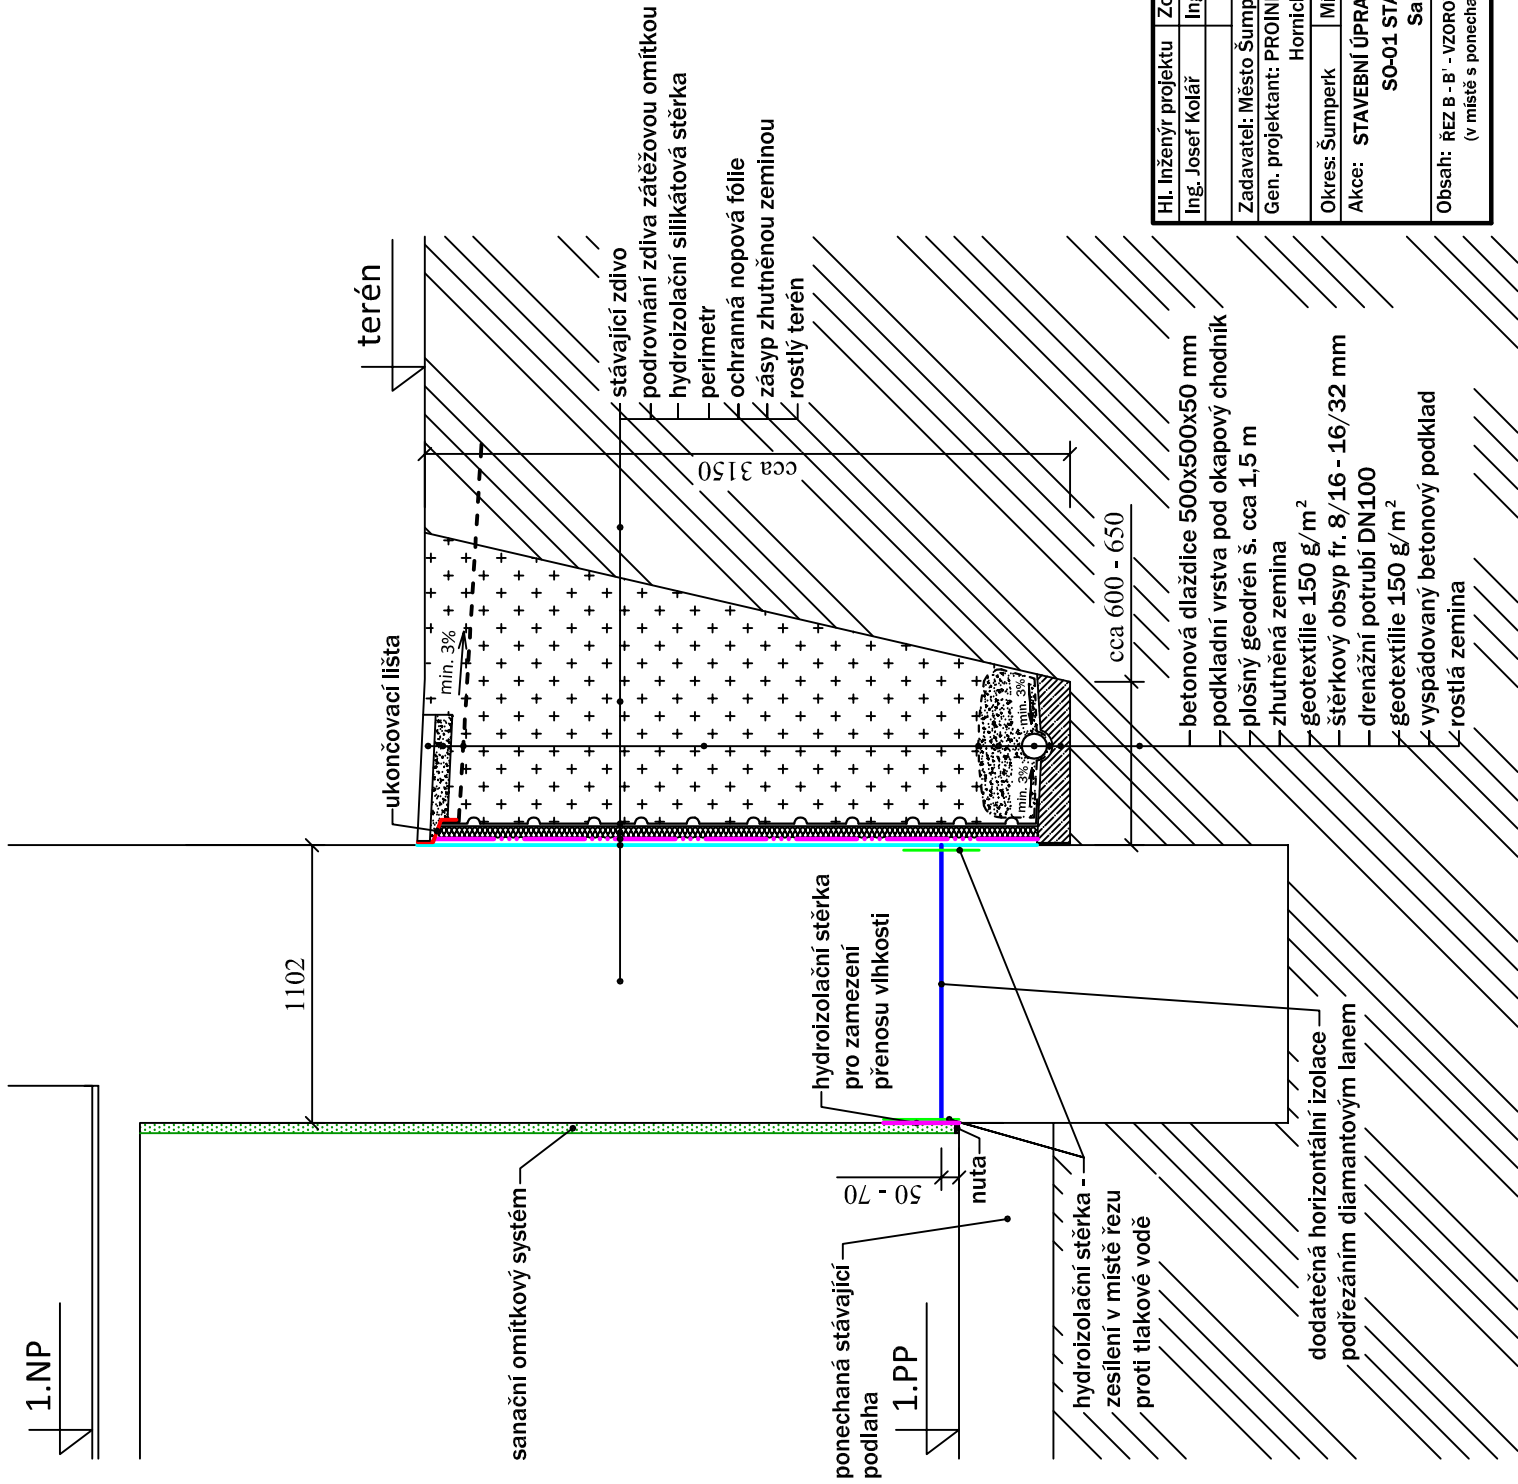 1.NP
1102
terén
ukončovací lišta
min. 3%
stávající zdivo
podrovnání zdiva zátěžovou omítkou
hydroizolační silikátová stěrka
perimetr
ochranná nopová fólie
zásyp zhutněnou zeminou
rostlý terén
cca 3150
sanační omítkový systém
hydroizolační stěrka
pro zamezení
přenosu vlhkosti
min. 3%
min. 3%
cca 600 - 650
50 - 70
nuta
ponechaná stávající
podlaha
1.PP
hydroizolační stěrka -
zesílení v místě řezu
proti tlakové vodě
dodatečná horizontální izolace
podřezáním diamantovým lanem
betonová dlaždice 500x500x50 mm
podkladní vrstva pod okapový chodník
plošný geodrén š. cca 1,5 m
zhutněná zemina
geotextílie 150 g/m²
štěrkový obsyp fr. 8/16 - 16/32 mm
drenážní potrubí DN100
geotextílie 150 g/m²
vyspádovaný betonový podklad
rostlá zemina
Hl. Inženýr projektu
Ing. Josef Kolář
Zadavatel: Město Šump
Gen. projektant: PROIN
Hornich
Okres: Šumperk
Akce: STAVEBNÍ ÚPRA
SO-01 STA
Sa
Obsah: ŘEZ B - B' - VZORO
(v místě s ponecha